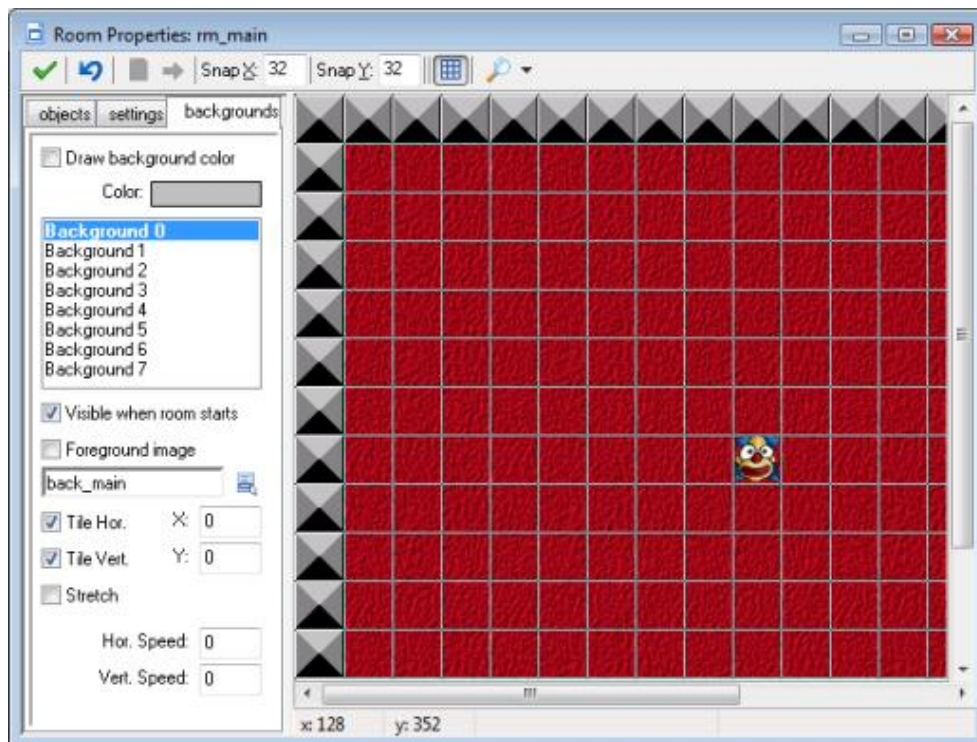 Room Properties: rm_main
Snap X: 32 Snap Y: 32
objects settings backgrounds
Draw background color
Color:
Background 0
Background 1
Background 2
Background 3
Background 4
Background 5
Background 6
Background 7
Visible when room starts
Foreground image
back_main
Tile Hor. X: 0
Tile Vert. Y: 0
Stretch
Hor. Speed: 0
Vert. Speed: 0
x: 128 y: 352